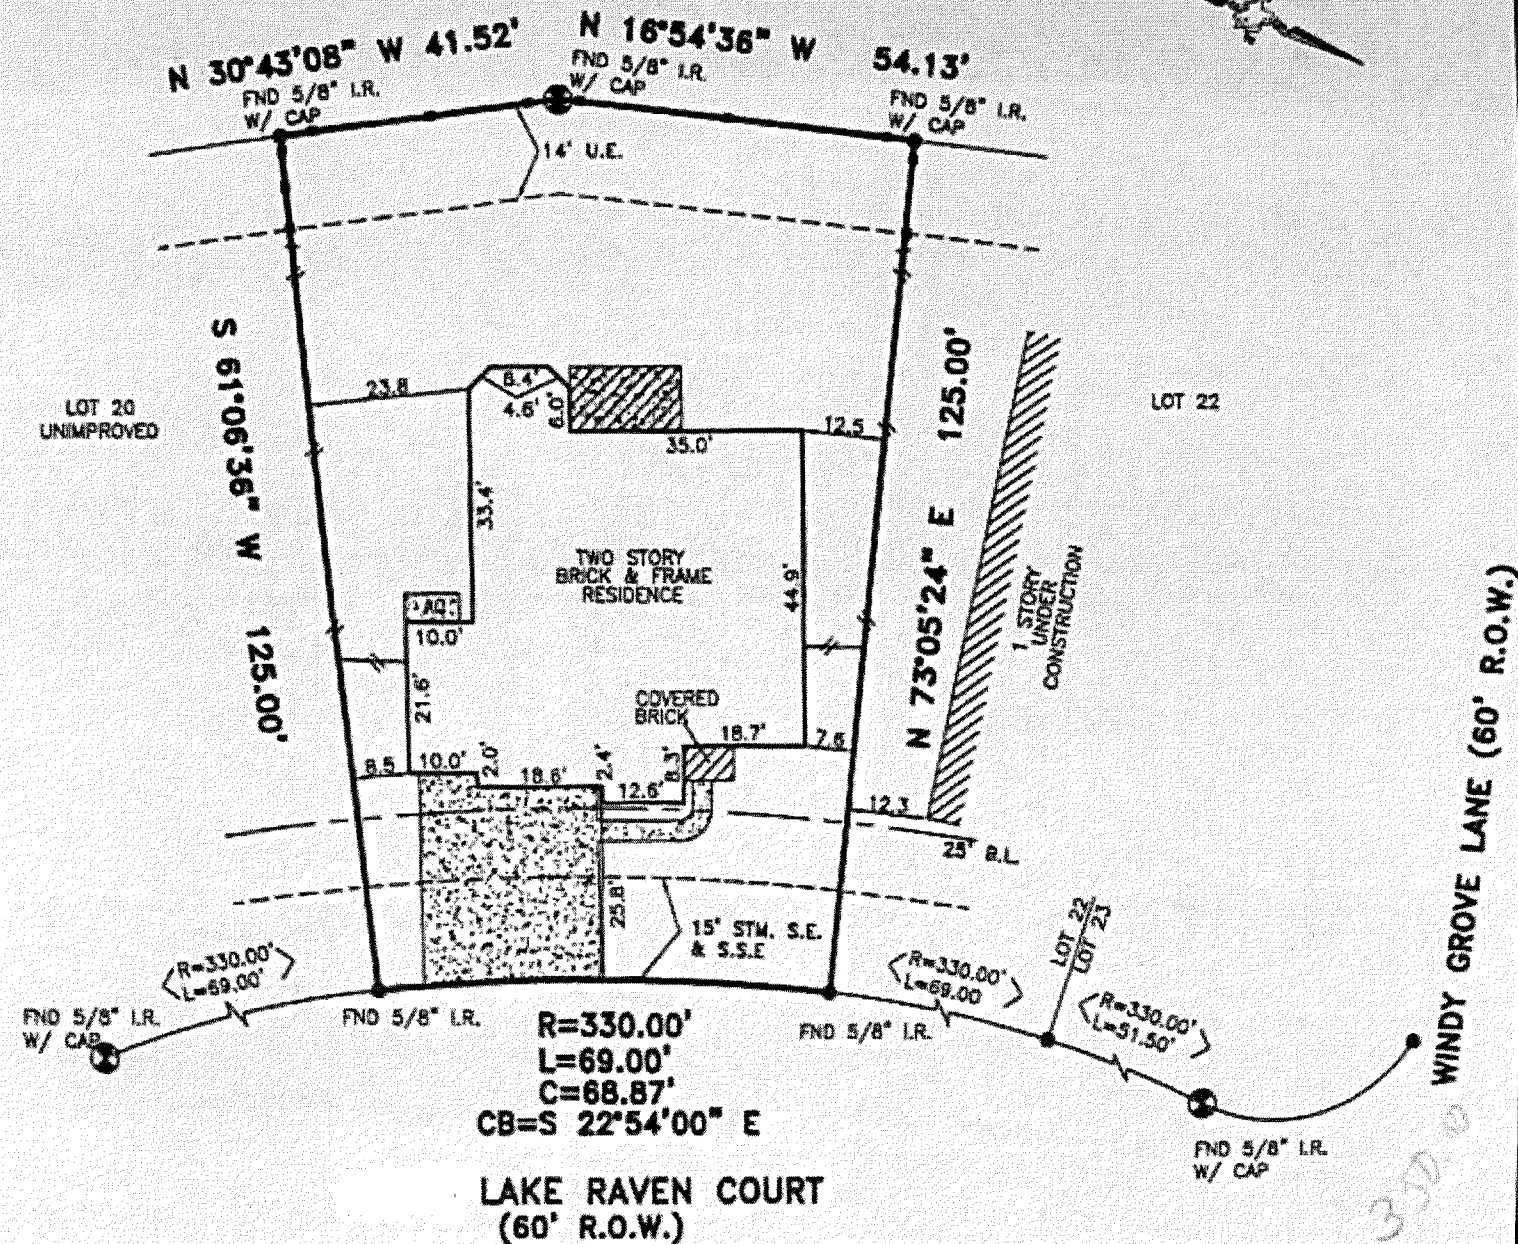 N 30°43'08" W 41.52'
N 16°54'36" W 54.13'
FND 5/8" I.R.
W/ CAP
FND 5/8" I.R.
W/ CAP
FND 5/8" I.R.
W/ CAP
14' U.E.
S 61°06'36" W 125.00'
N 73°05'24" E 125.00'
LOT 20
UNIMPROVED
LOT 22
23.8
8.4'
4.6'
6.0'
35.0'
12.5
33.4'
TWO STORY
BRICK & FRAME
RESIDENCE
44.9'
10.0'
21.6'
1 STORY
UNDER
CONSTRUCTION
COVERED
BRICK
18.7'
7.6
8.5
10.0'
2.0'
18.6'
2.4'
12.6'
8.3'
12.3
25' B.L.
25.8'
15' STM. S.E.
& S.S.E
R=330.00'
L=69.00'
R=330.00'
L=69.00
LOT 22
LOT 23
R=330.00'
L=51.50'
FND 5/8" I.R.
W/ CAP
FND 5/8" I.R.
FND 5/8" I.R.
FND 5/8" I.R.
W/ CAP
R=330.00'
L=69.00'
C=68.87'
CB=S 22°54'00" E
LAKE RAVEN COURT
(60' R.O.W.)
WINDY GROVE LANE (60' R.O.W.)